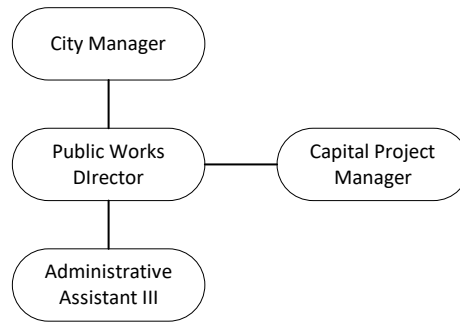 City Manager
Public Works
DIrector
Capital Project
Manager
Administrative
Assistant III